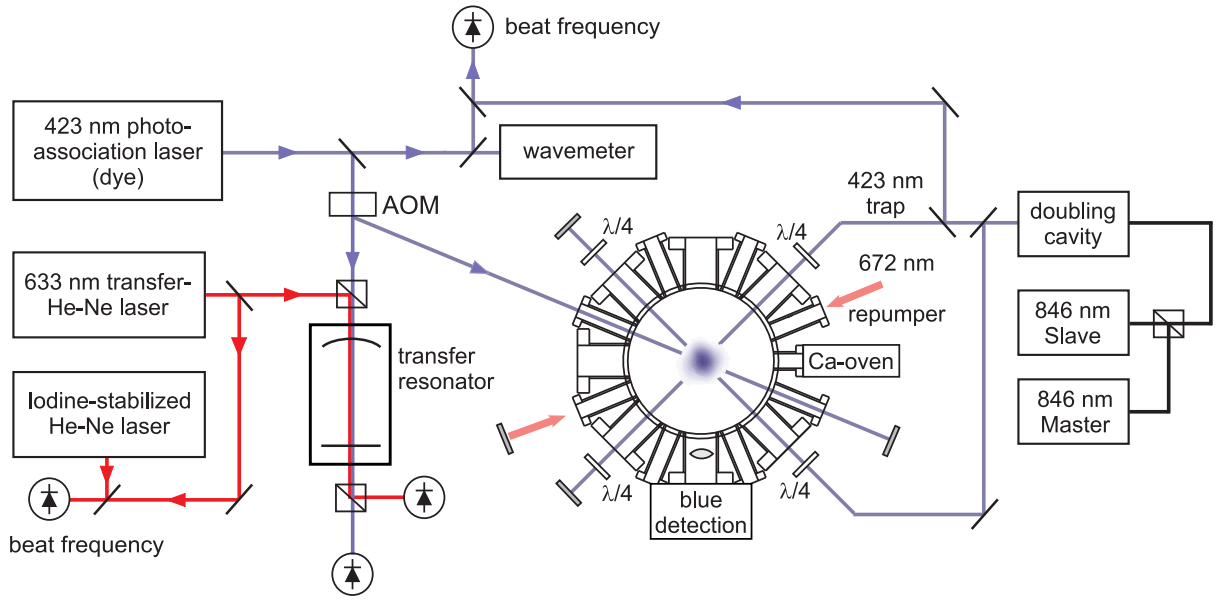 beat frequency
423 nm photo-
association laser
(dye)
wavemeter
AOM
423 nm
trap
λ/4
λ/4
doubling
cavity
633 nm transfer-
He-Ne laser
672 nm
repumper
846 nm
Slave
transfer
resonator
Ca-oven
Iodine-stabilized
He-Ne laser
846 nm
Master
λ/4
λ/4
blue
detection
beat frequency